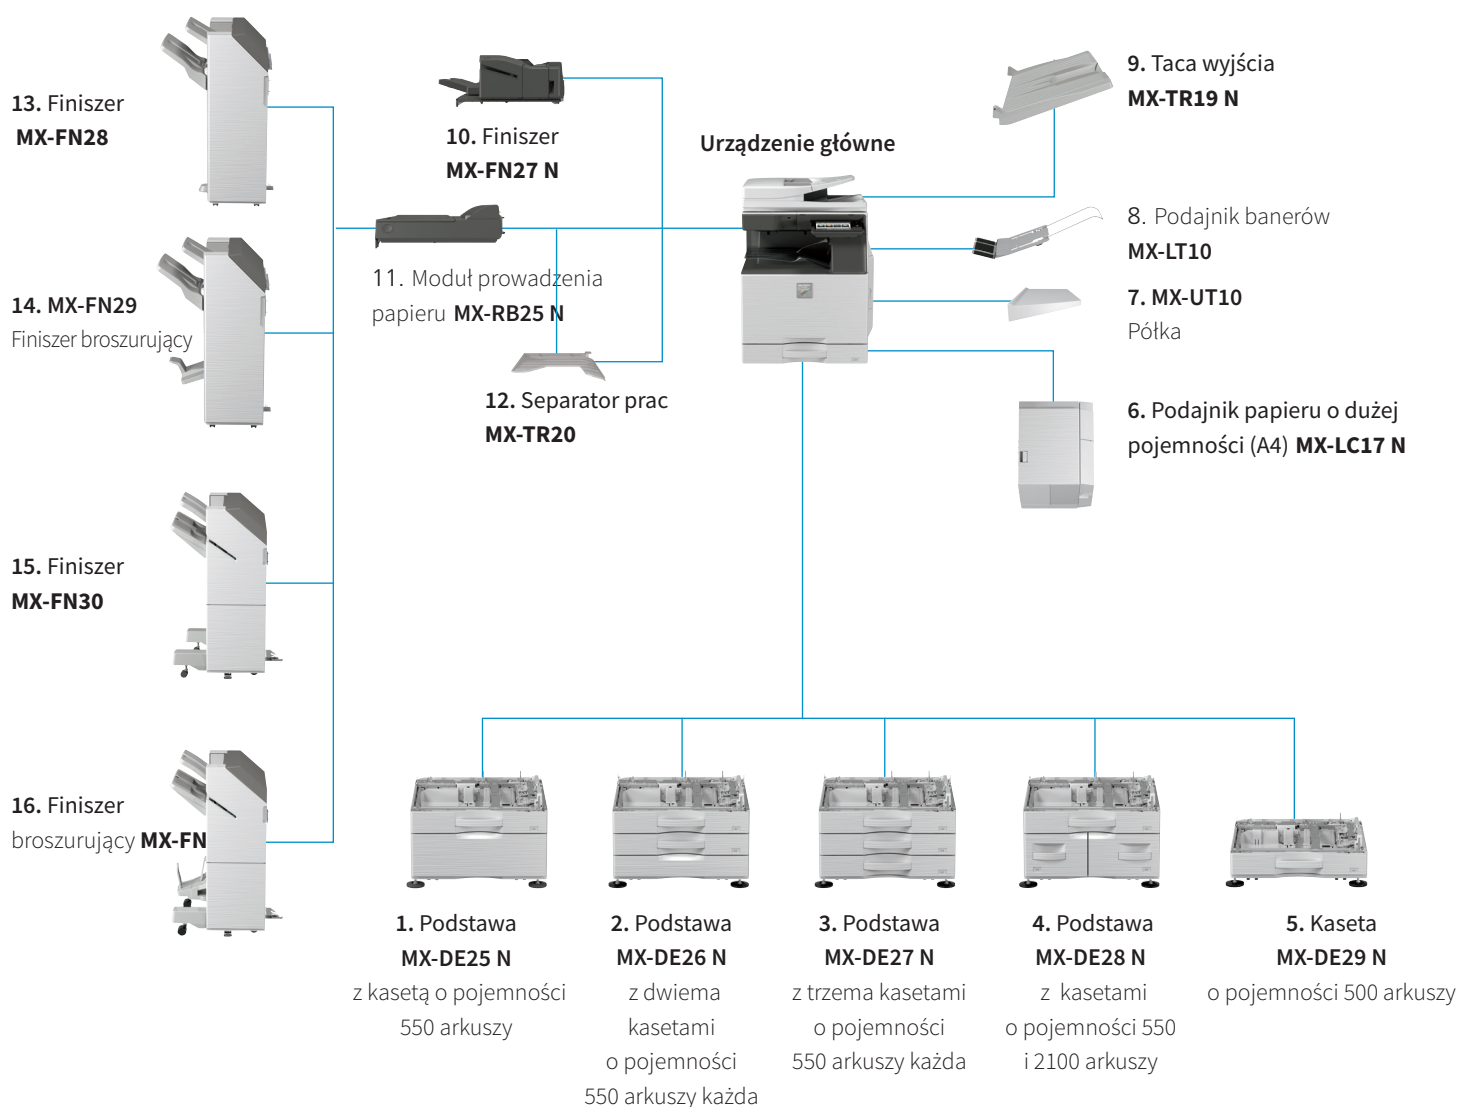 13. Finiszer
MX-FN28
14. MX-FN29
Finiszer broszurujący
15. Finiszer
MX-FN30
16. Finiszer
broszurujący MX-FN
10. Finiszer
MX-FN27 N
11. Moduł prowadzenia
papieru MX-RB25 N
12. Separator prac
MX-TR20
Urządzenie główne
9. Taca wyjścia
MX-TR19 N
8. Podajnik banerów
MX-LT10
7. MX-UT10
Półka
6. Podajnik papieru o dużej
pojemności (A4) MX-LC17 N
1. Podstawa
MX-DE25 N
z kasetą o pojemności
550 arkuszy
2. Podstawa
MX-DE26 N
z dwiema
kasetami
o pojemności
550 arkuszy każda
3. Podstawa
MX-DE27 N
z trzema kasetami
o pojemności
550 arkuszy każda
4. Podstawa
MX-DE28 N
z kasetami
o pojemności 550
i 2100 arkuszy
5. Kaseta
MX-DE29 N
o pojemności 500 arkuszy